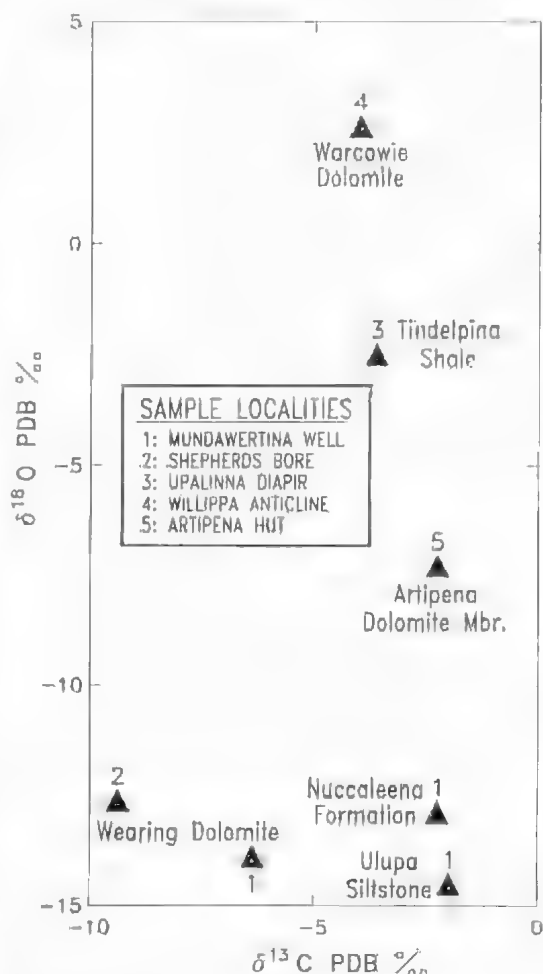 5
4
Warcowie
Dolomite
0
3 Tindelpina
Shale
δ18O PDB ‰
SAMPLE LOCALITIES
1: MUNDAWERTINA WELL
2: SHEPHERDS BORE
3: UPALINNA DIAPIR
4: WILLIPPA ANTICLINE
5: ARTIPENA HUT
-5
5
Artipena
Dolomite Mbr.
-10
2
Nuccaleena 1
Formation
Wearing Dolomite
1
Ulupa 1
Siltstone
-15
-10
-5
0
δ13C PDB ‰